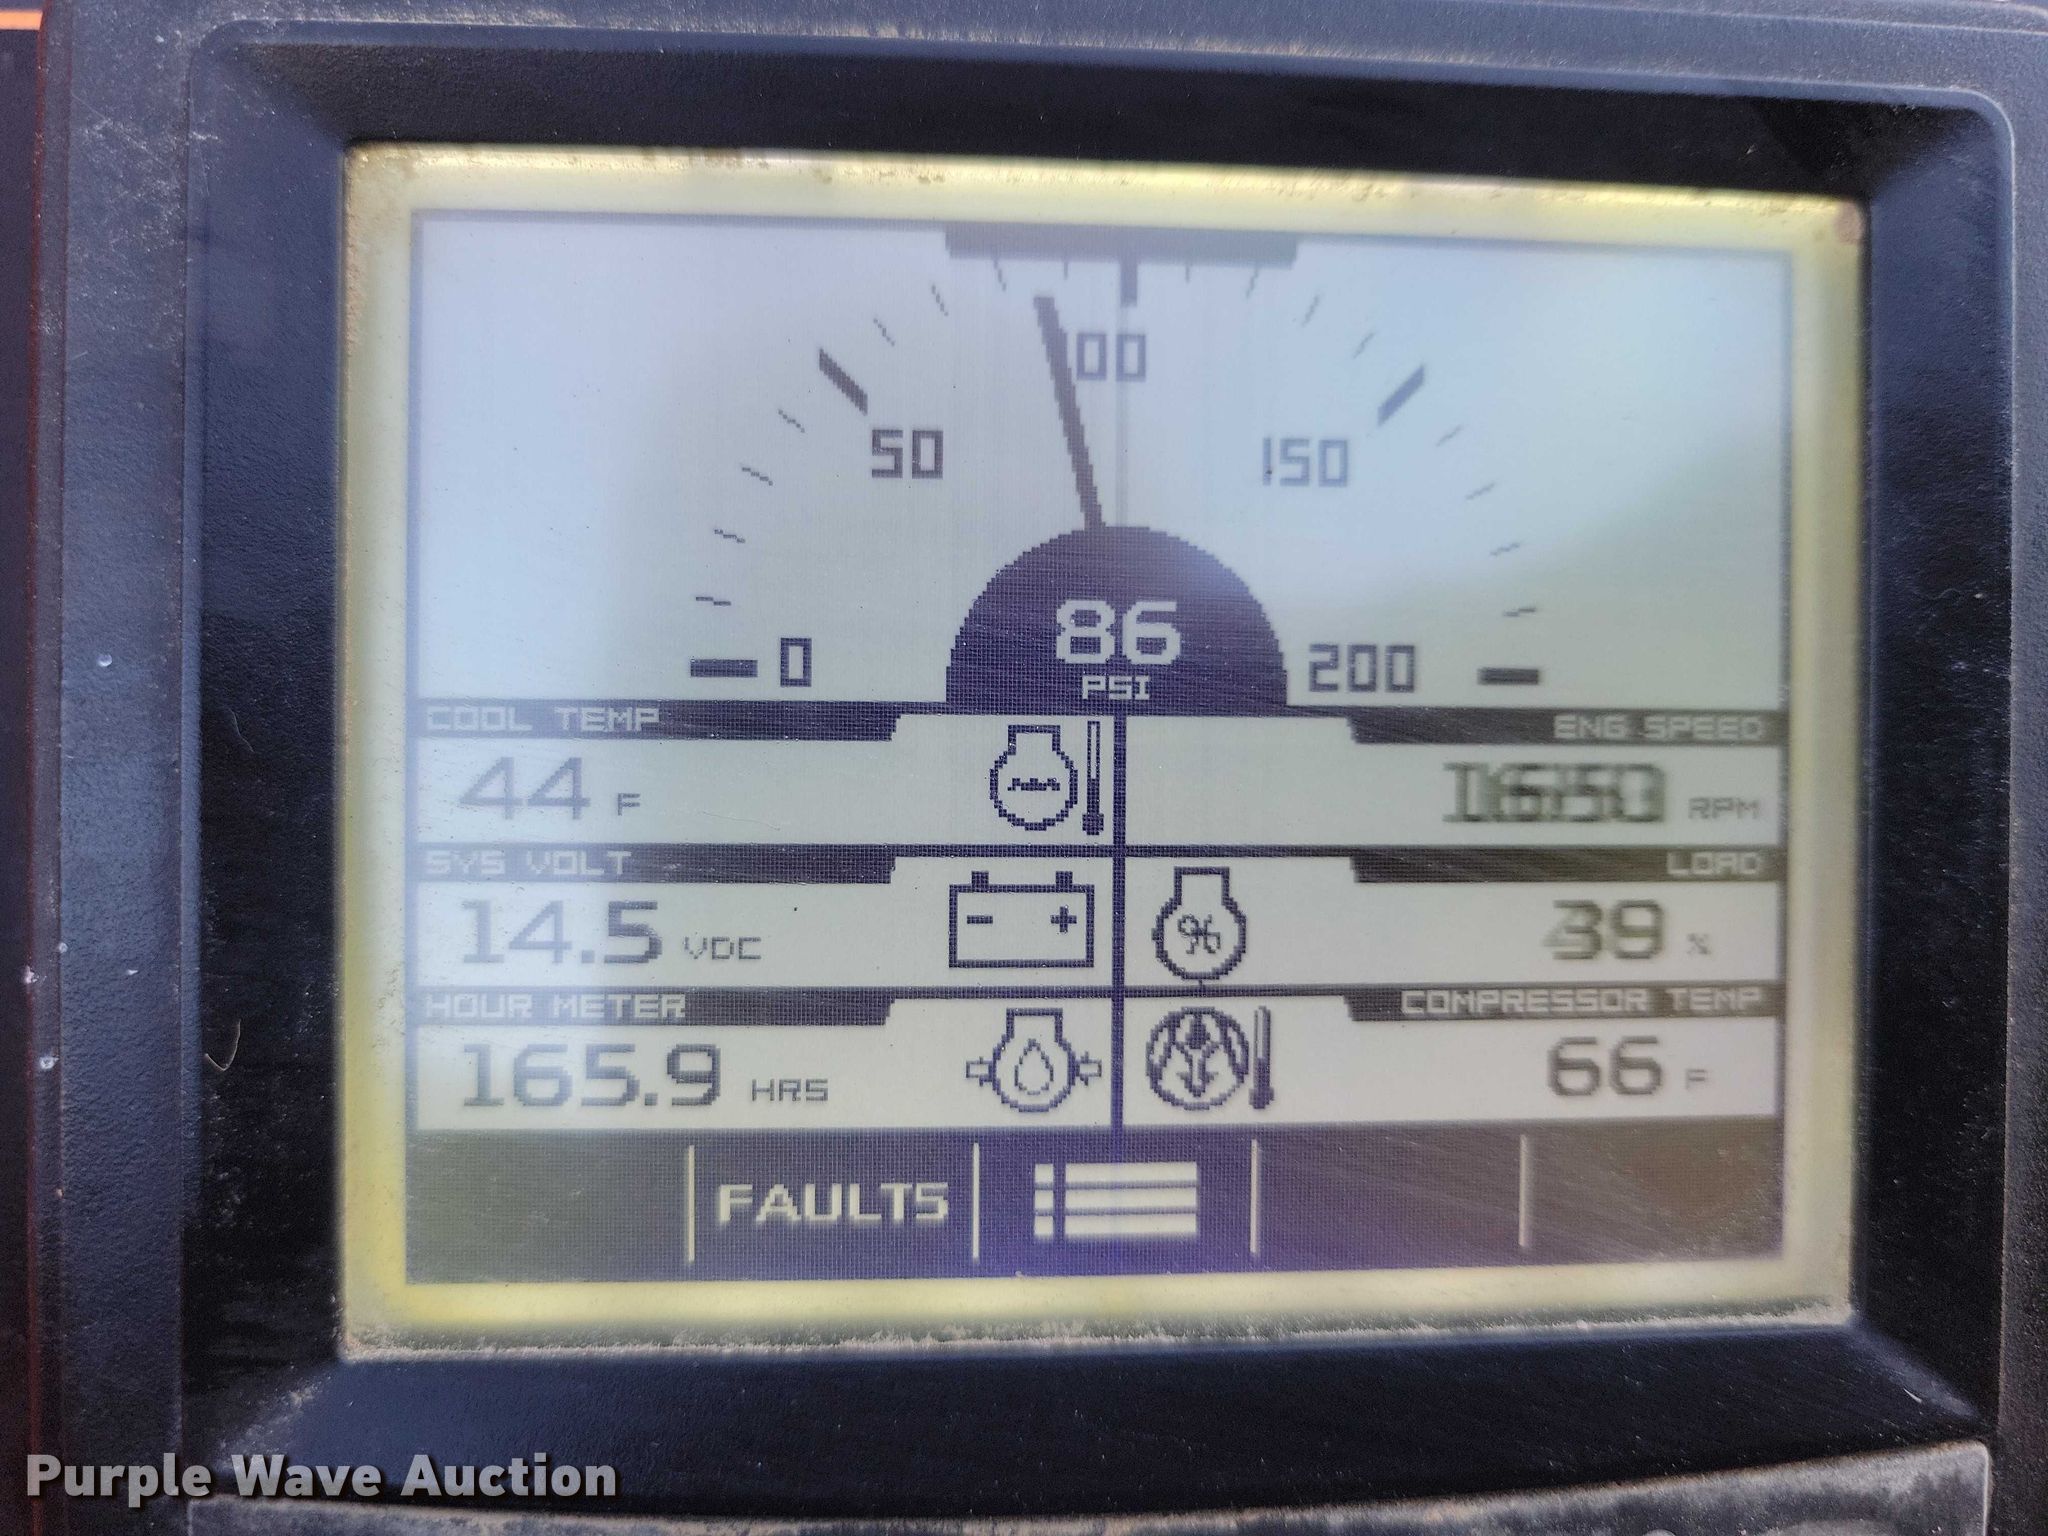 100
50
150
86
0
200
PSI
COOL TEMP
ENG SPEED
44 F
RPM
SYS VOLT
LOAD
14.5 VDC
39 %
HOUR METER
COMPRESSOR TEMP
165.9 HRS
66 F
FAULTS
Purple Wave Auction